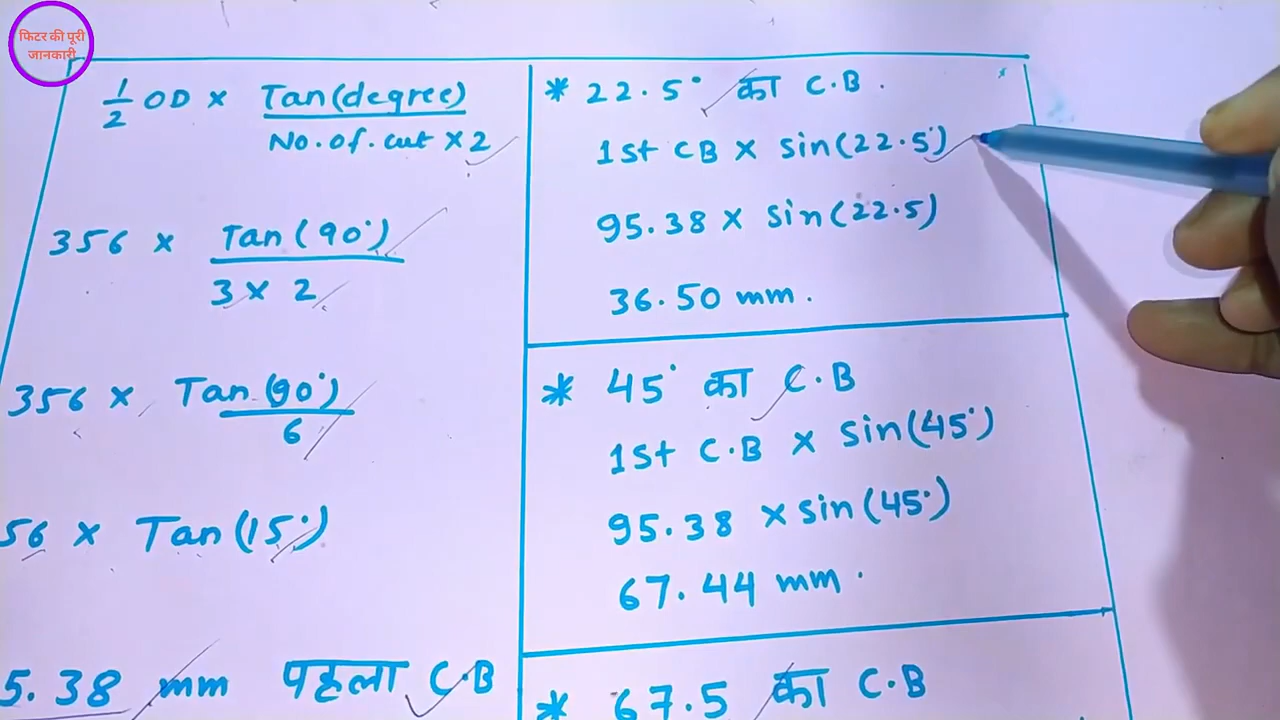 फिटर की पूरी
जानकारी
1/2 OD x Tan(degree)
No.of.cut x 2
356 x Tan(90°)
3 x 2
356 x Tan(90°)
6
56 x Tan(15°)
5.38 mm पहला C.B
* 22.5° का C.B.
1st CB x sin(22.5°)
95.38 x sin(22.5)
36.50 mm.
* 45° का C.B
1st C.B x sin(45°)
95.38 x sin(45°)
67.44 mm.
* 67.5 का C.B